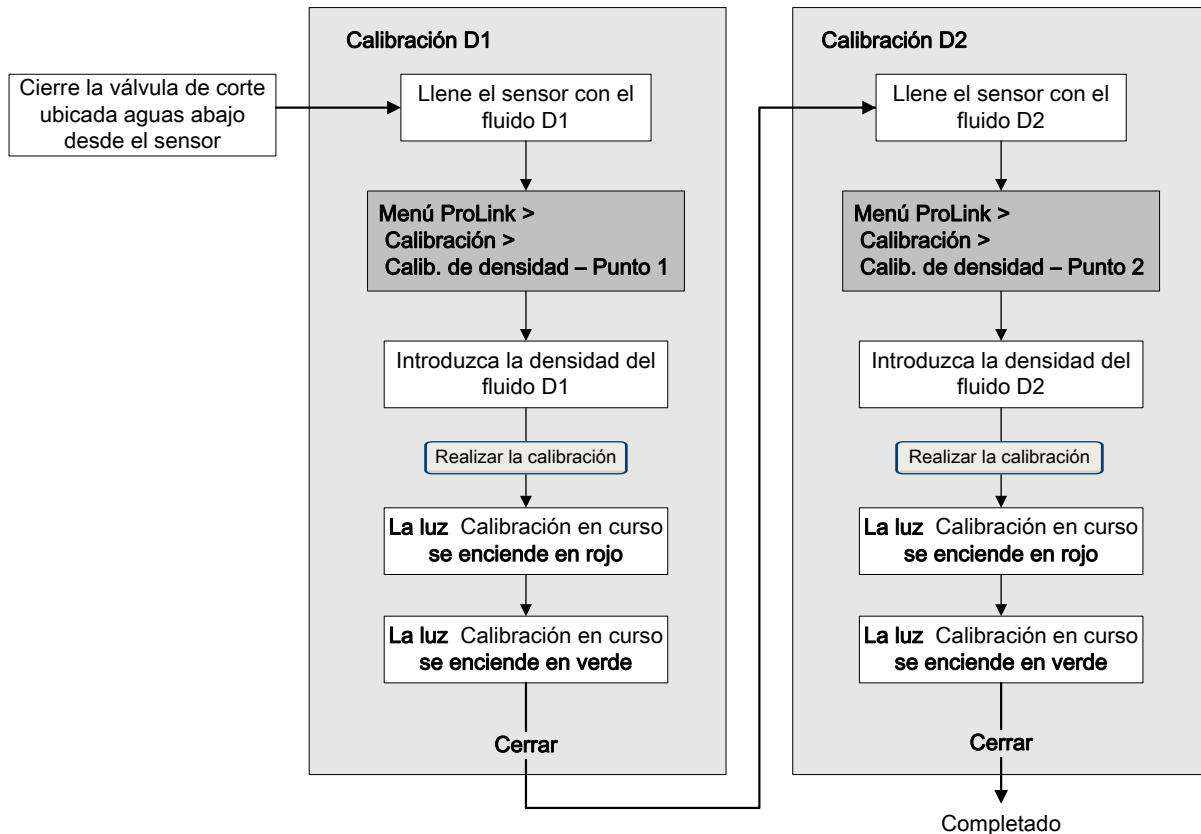 Cierre la válvula de corte
ubicada aguas abajo
desde el sensor
Calibración D1
Llene el sensor con el
fluido D1
Menú ProLink >
Calibración >
Calib. de densidad – Punto 1
Introduzca la densidad del
fluido D1
Realizar la calibración
La luz Calibración en curso
se enciende en rojo
La luz Calibración en curso
se enciende en verde
Cerrar
Calibración D2
Llene el sensor con el
fluido D2
Menú ProLink >
Calibración >
Calib. de densidad – Punto 2
Introduzca la densidad del
fluido D2
Realizar la calibración
La luz Calibración en curso
se enciende en rojo
La luz Calibración en curso
se enciende en verde
Cerrar
Completado